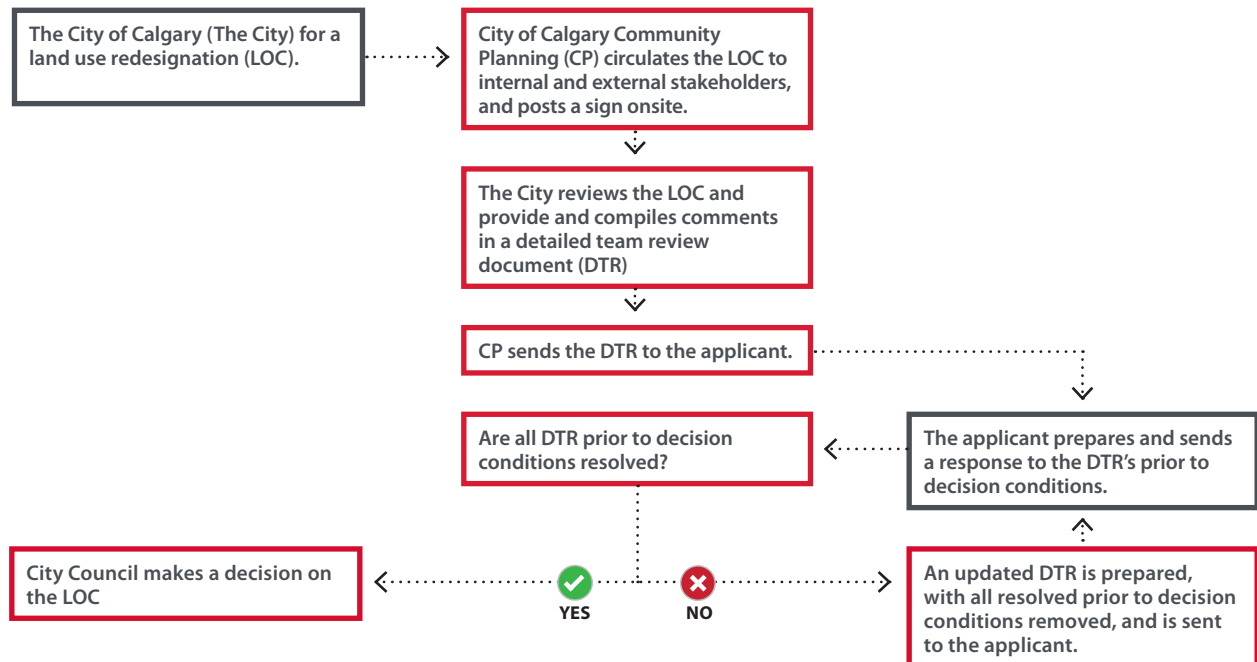 The City of Calgary (The City) for a
land use redesignation (LOC).
City of Calgary Community
Planning (CP) circulates the LOC to
internal and external stakeholders,
and posts a sign onsite.
The City reviews the LOC and
provide and compiles comments
in a detailed team review
document (DTR)
CP sends the DTR to the applicant.
Are all DTR prior to decision
conditions resolved?
The applicant prepares and sends
a response to the DTR's prior to
decision conditions.
City Council makes a decision on
the LOC
YES
NO
An updated DTR is prepared,
with all resolved prior to decision
conditions removed, and is sent
to the applicant.